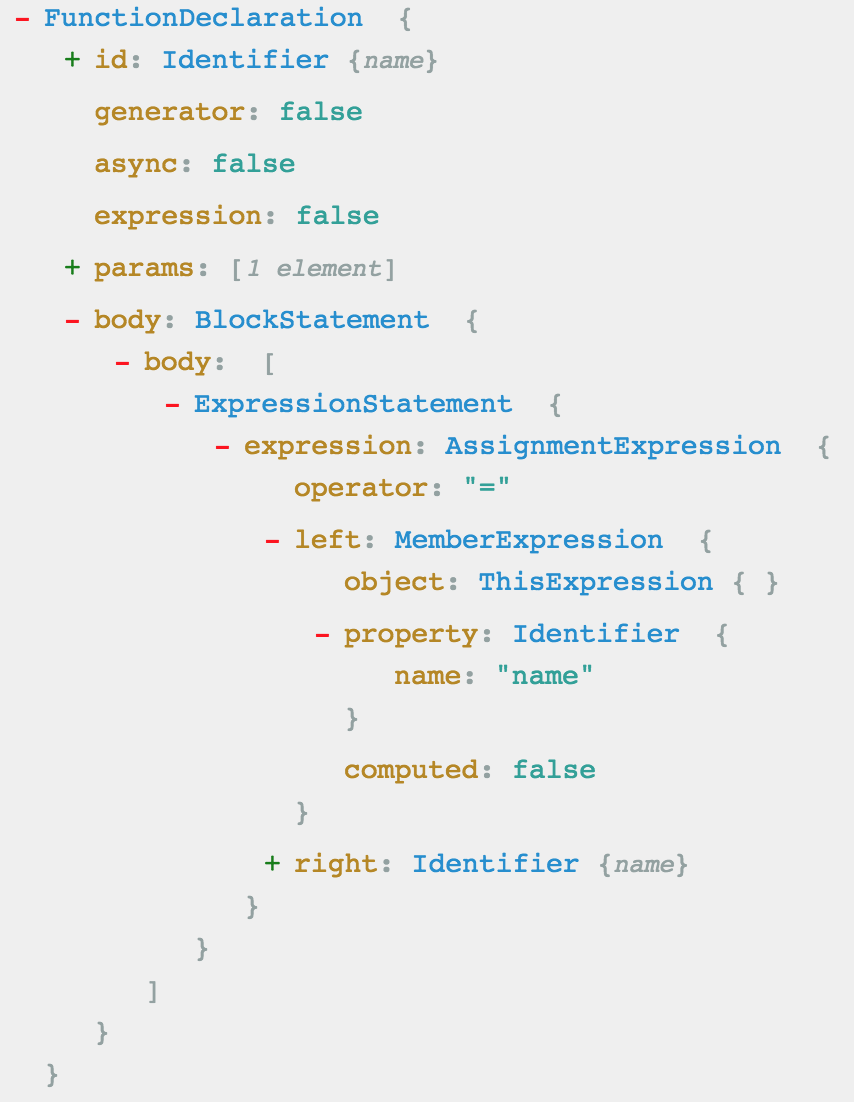 - FunctionDeclaration {
+ id: Identifier {name}
generator: false
async: false
expression: false
+ params: [1 element]
- body: BlockStatement {
- body: [
- ExpressionStatement {
- expression: AssignmentExpression {
operator: "="
- left: MemberExpression {
object: ThisExpression { }
- property: Identifier {
name: "name"
}
computed: false
}
+ right: Identifier {name}
}
}
]
}
}